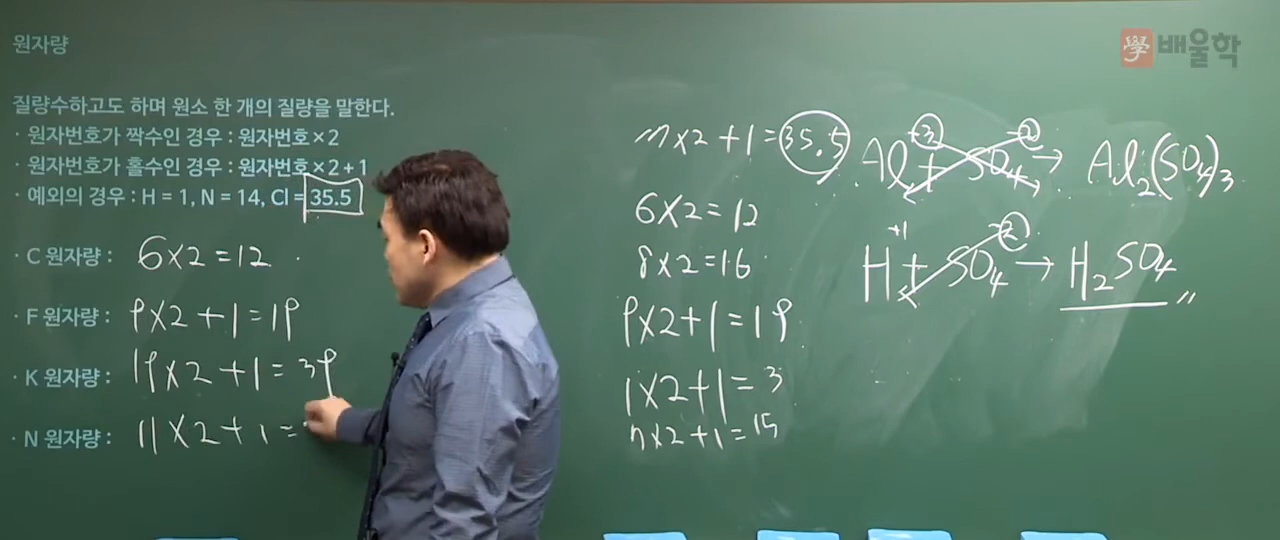 원자량
學 배울학
질량수하고도 하며 원소 한 개의 질량을 말한다.
· 원자번호가 짝수인 경우 : 원자번호×2
· 원자번호가 홀수인 경우 : 원자번호×2+1
· 예외의 경우 : H = 1, N = 14, Cl = 35.5
· C 원자량 : 6×2=12
· F 원자량 : 9×2+1=19
· K 원자량 : 19×2+1=39
· N 원자량 : 11×2+1=
17×2+1=35.5
6×2=12
8×2=16
9×2+1=19
1×2+1=3
7×2+1=15
Al+3 + SO4-2 → Al2(SO4)3
H+1 + SO4-2 → H2SO4